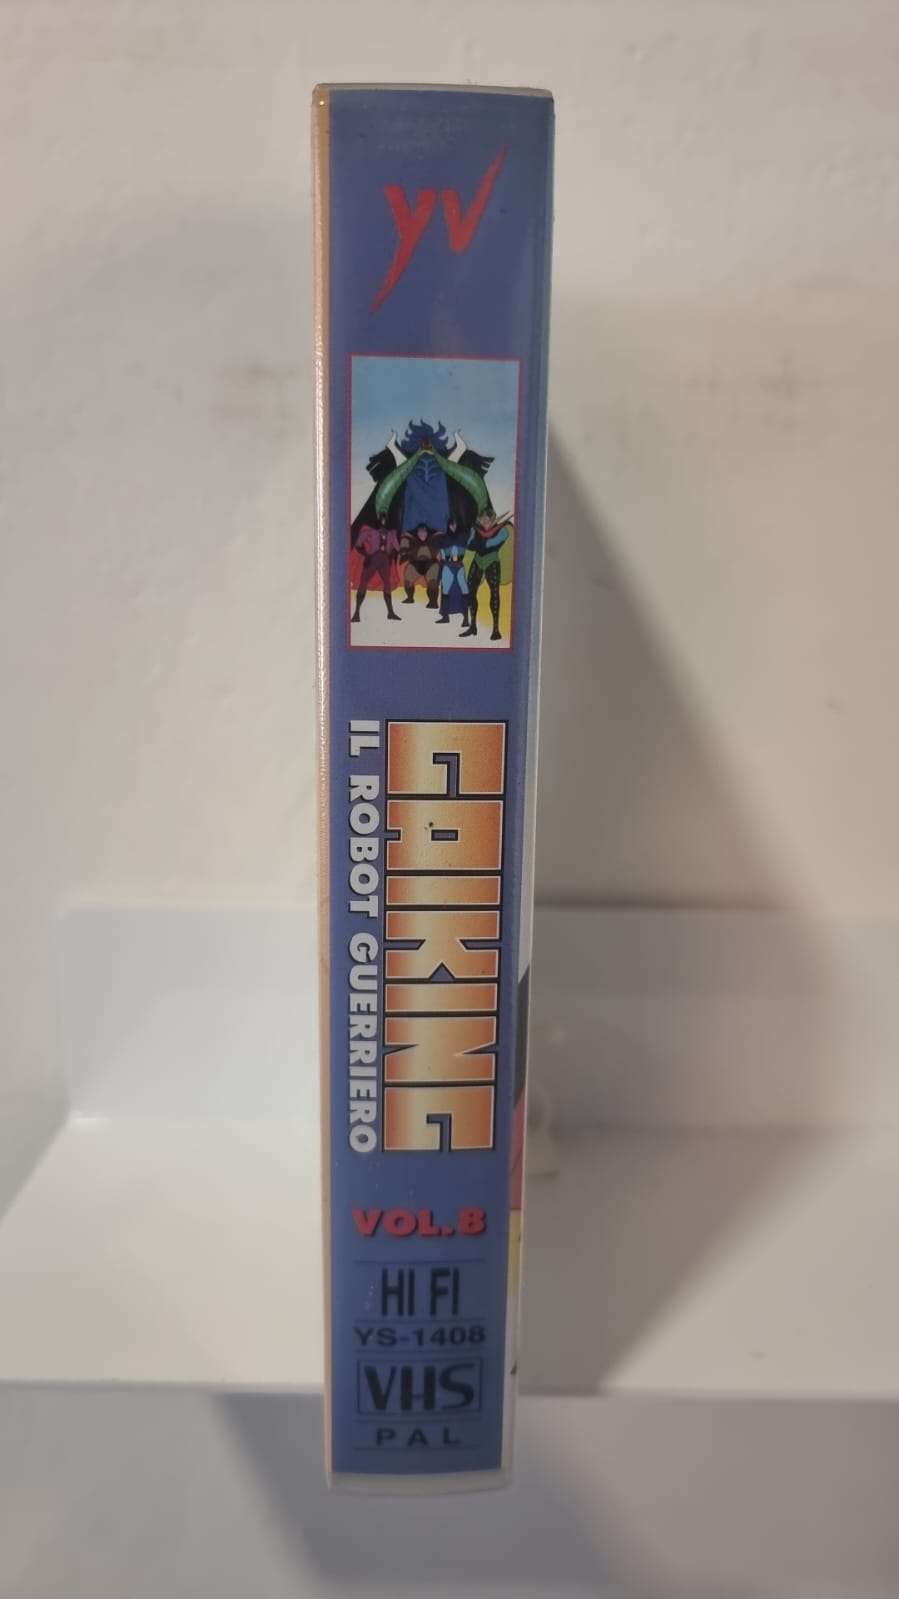 YV
GAIKING
IL ROBOT GUERRIERO
VOL.8
HI FI
YS-1408
VHS
PAL